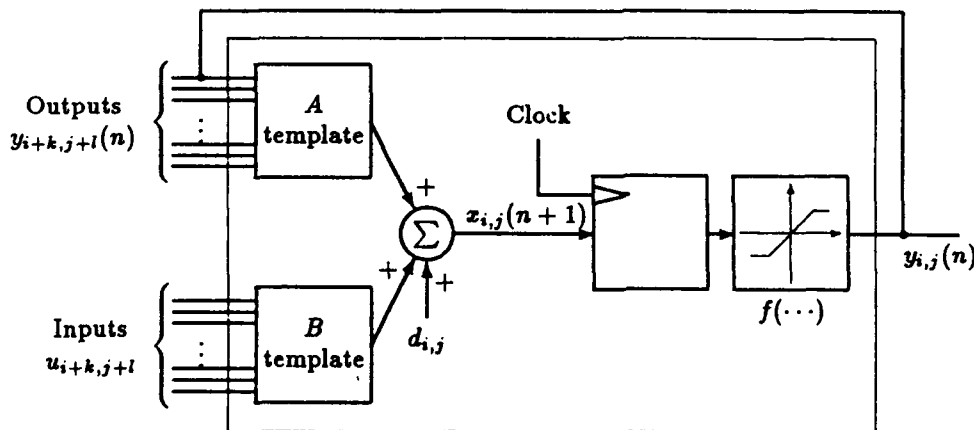 Outputs
y_{i+k,j+l}(n)
A
template
Clock
+
x_{i,j}(n + 1)
Σ
+
+
d_{i,j}
y_{i,j}(n)
f(· · ·)
Inputs
u_{i+k,j+l}
B
template